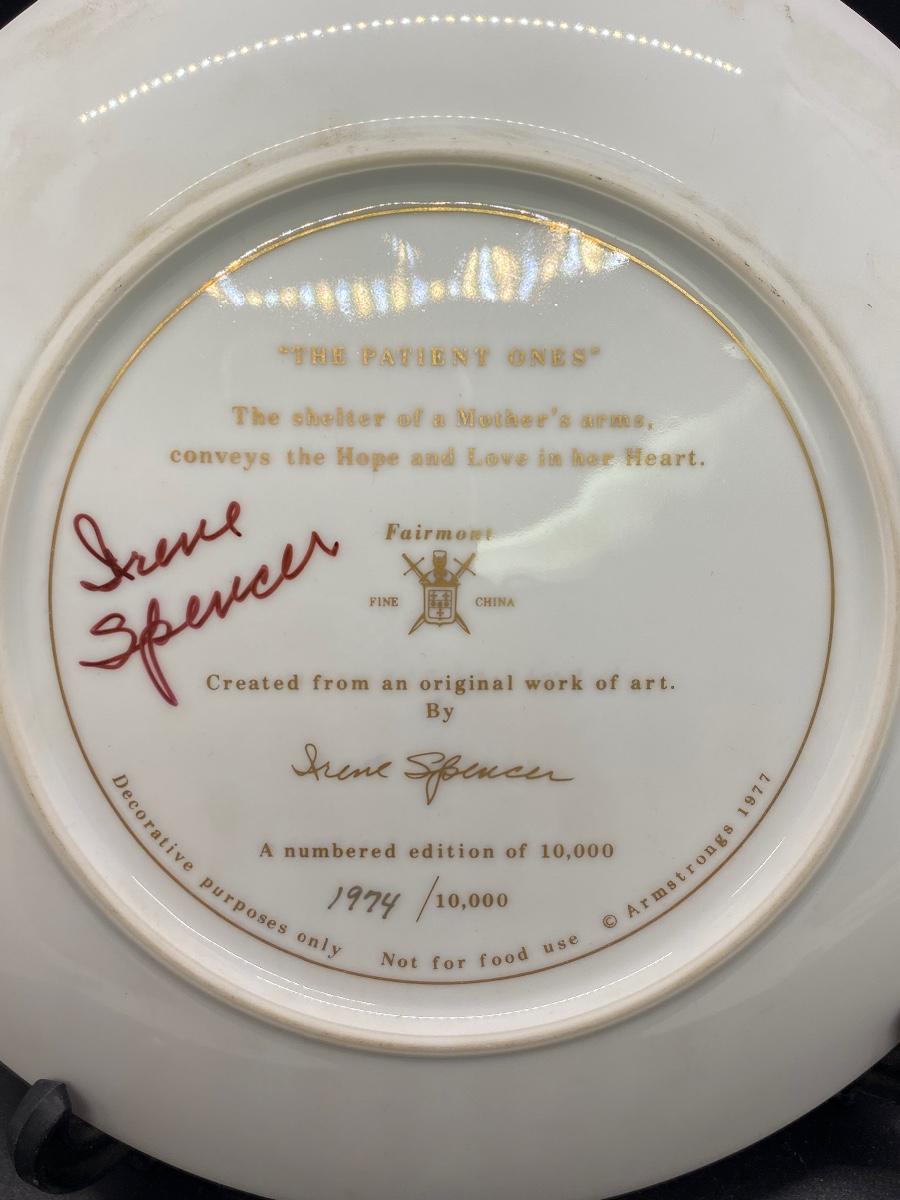 "THE PATIENT ONES"
The shelter of a Mother's arms,
conveys the Hope and Love in her Heart.
Irene
Spencer
Fairmont
FINE CHINA
Created from an original work of art.
By
Irene Spencer
A numbered edition of 10,000
1974 /10,000
Decorative purposes only Not for food use © Armstrongs 1977